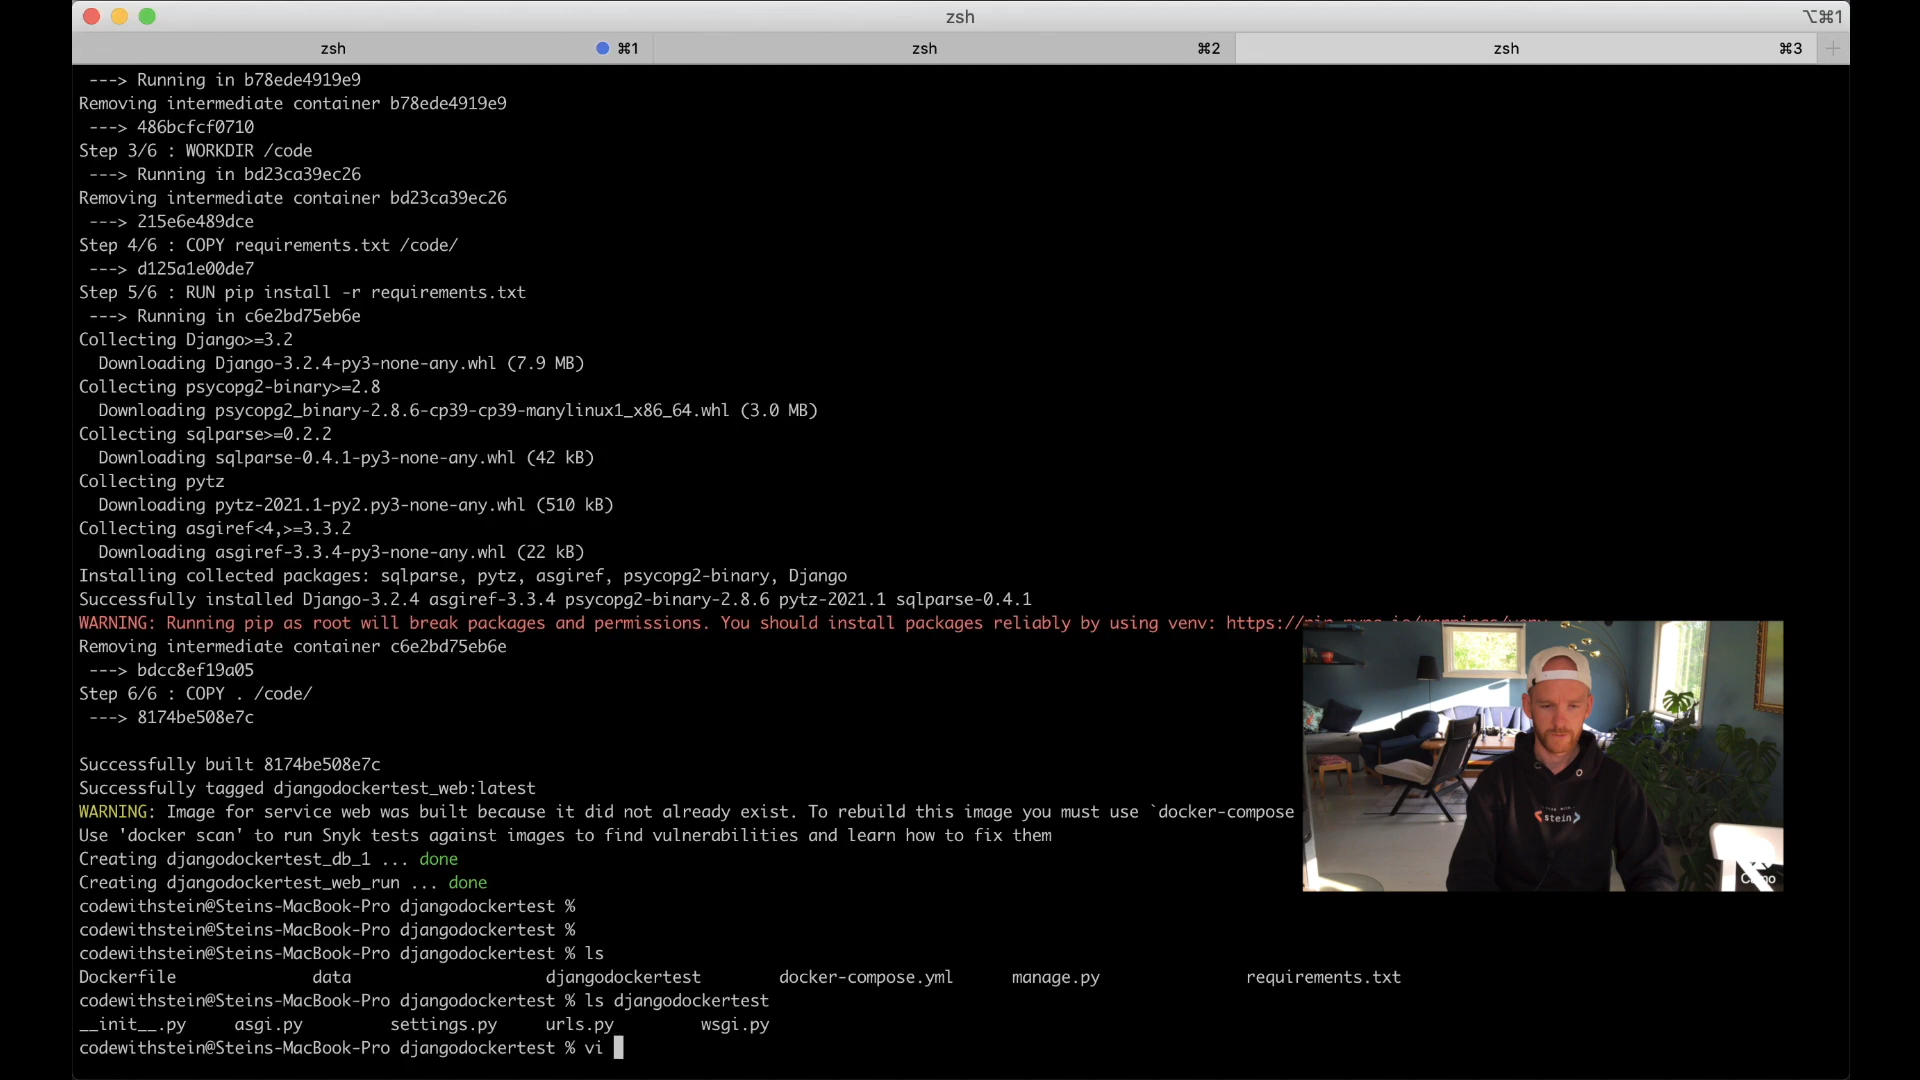 zsh
⌥⌘1
zsh ⌘1 zsh ⌘2 zsh ⌘3
---> Running in b78ede4919e9
Removing intermediate container b78ede4919e9
---> 486bcfcf0710
Step 3/6 : WORKDIR /code
---> Running in bd23ca39ec26
Removing intermediate container bd23ca39ec26
---> 215e6e489dce
Step 4/6 : COPY requirements.txt /code/
---> d125a1e00de7
Step 5/6 : RUN pip install -r requirements.txt
---> Running in c6e2bd75eb6e
Collecting Django>=3.2
Downloading Django-3.2.4-py3-none-any.whl (7.9 MB)
Collecting psycopg2-binary>=2.8
Downloading psycopg2_binary-2.8.6-cp39-cp39-manylinux1_x86_64.whl (3.0 MB)
Collecting sqlparse>=0.2.2
Downloading sqlparse-0.4.1-py3-none-any.whl (42 kB)
Collecting pytz
Downloading pytz-2021.1-py2.py3-none-any.whl (510 kB)
Collecting asgiref<4,>=3.3.2
Downloading asgiref-3.3.4-py3-none-any.whl (22 kB)
Installing collected packages: sqlparse, pytz, asgiref, psycopg2-binary, Django
Successfully installed Django-3.2.4 asgiref-3.3.4 psycopg2-binary-2.8.6 pytz-2021.1 sqlparse-0.4.1
WARNING: Running pip as root will break packages and permissions. You should install packages reliably by using venv: https://
Removing intermediate container c6e2bd75eb6e
---> bdcc8ef19a05
Step 6/6 : COPY . /code/
---> 8174be508e7c
Successfully built 8174be508e7c
Successfully tagged djangodockertest_web:latest
WARNING: Image for service web was built because it did not already exist. To rebuild this image you must use `docker-compose
Use 'docker scan' to run Snyk tests against images to find vulnerabilities and learn how to fix them
Creating djangodockertest_db_1 ... done
Creating djangodockertest_web_run ... done
codewithstein@Steins-MacBook-Pro djangodockertest %
codewithstein@Steins-MacBook-Pro djangodockertest %
codewithstein@Steins-MacBook-Pro djangodockertest % ls
Dockerfile data djangodockertest docker-compose.yml manage.py requirements.txt
codewithstein@Steins-MacBook-Pro djangodockertest % ls djangodockertest
__init__.py asgi.py settings.py urls.py wsgi.py
codewithstein@Steins-MacBook-Pro djangodockertest % vi
<stein>